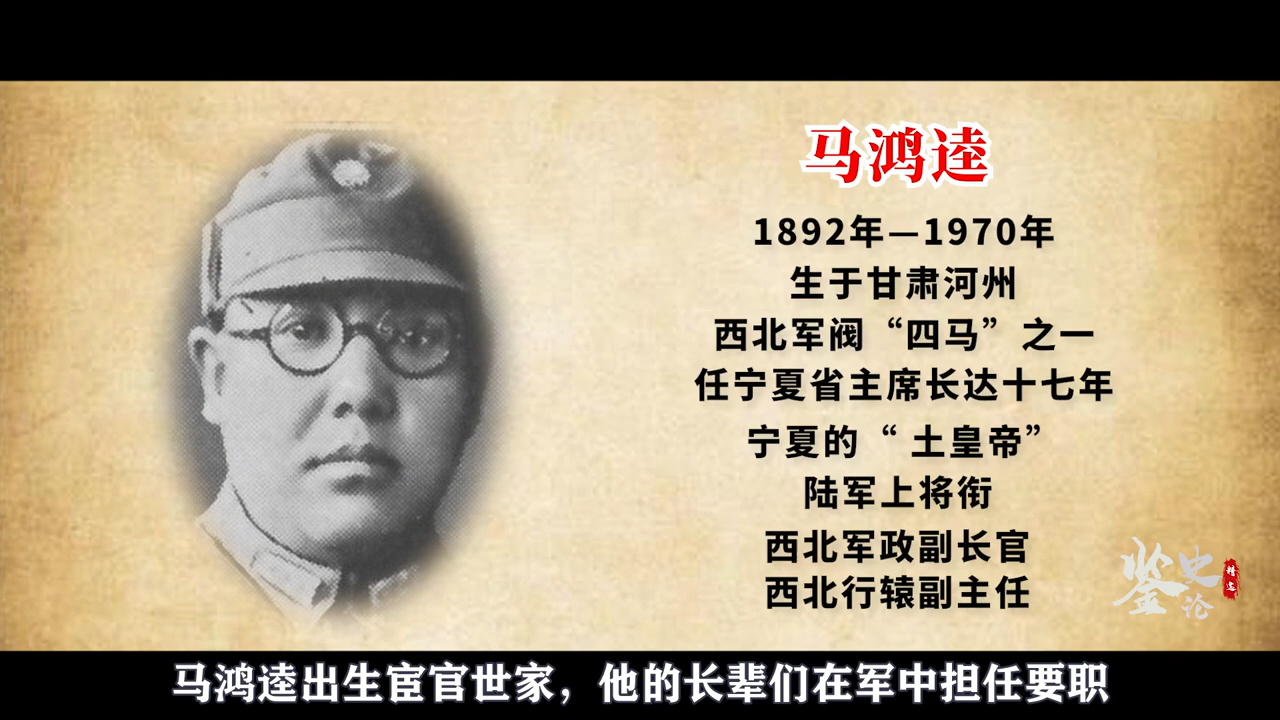 马鸿逵
1892年—1970年
生于甘肃河州
西北军阀“四马”之一
任宁夏省主席长达十七年
宁夏的“ 土皇帝”
陆军上将衔
西北军政副长官
西北行辕副主任
鉴史论
精选
马鸿逵出生宦官世家，他的长辈们在军中担任要职